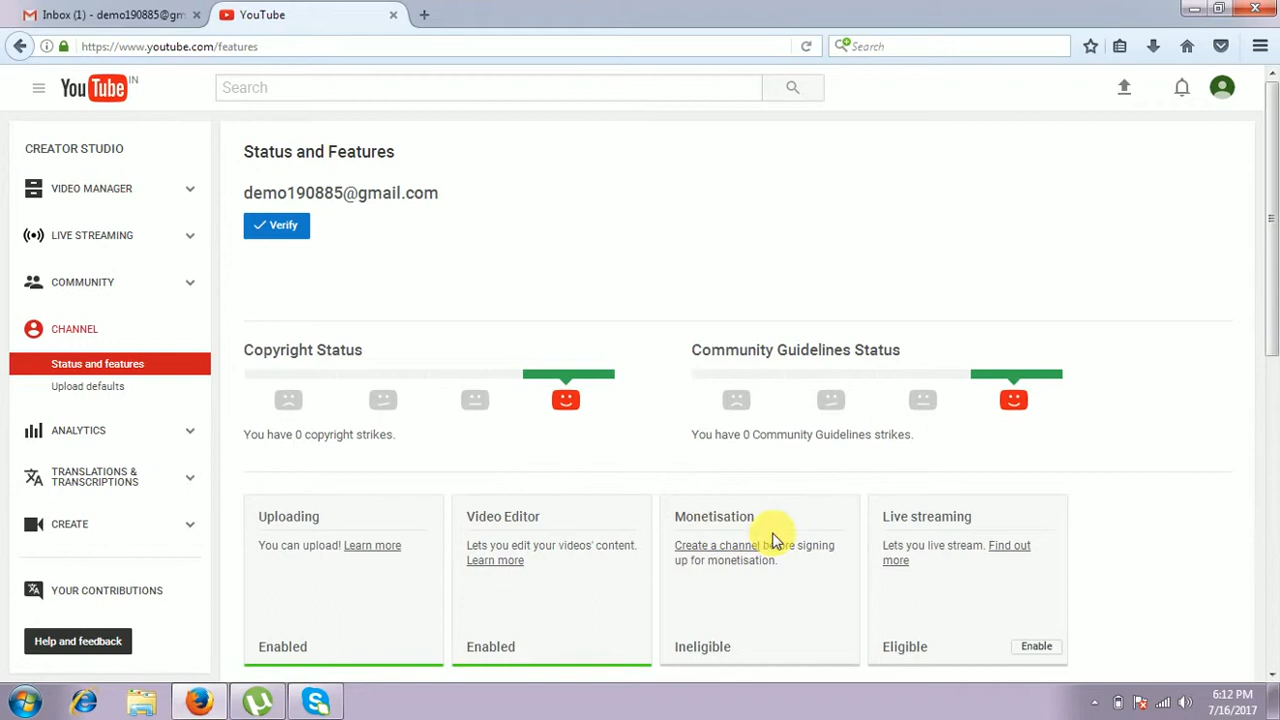 Inbox (1) - demo190885@gm
YouTube
https://www.youtube.com/features
Search
YouTube IN
Search
CREATOR STUDIO
VIDEO MANAGER
LIVE STREAMING
COMMUNITY
CHANNEL
Status and features
Upload defaults
ANALYTICS
TRANSLATIONS &
TRANSCRIPTIONS
CREATE
YOUR CONTRIBUTIONS
Help and feedback
Status and Features
demo190885@gmail.com
Verify
Copyright Status
You have 0 copyright strikes.
Community Guidelines Status
You have 0 Community Guidelines strikes.
Uploading
You can upload! Learn more
Enabled
Video Editor
Lets you edit your videos' content.
Learn more
Enabled
Monetisation
Create a channel before signing
up for monetisation.
Ineligible
Live streaming
Lets you live stream. Find out
more
Eligible
Enable
6:12 PM
7/16/2017